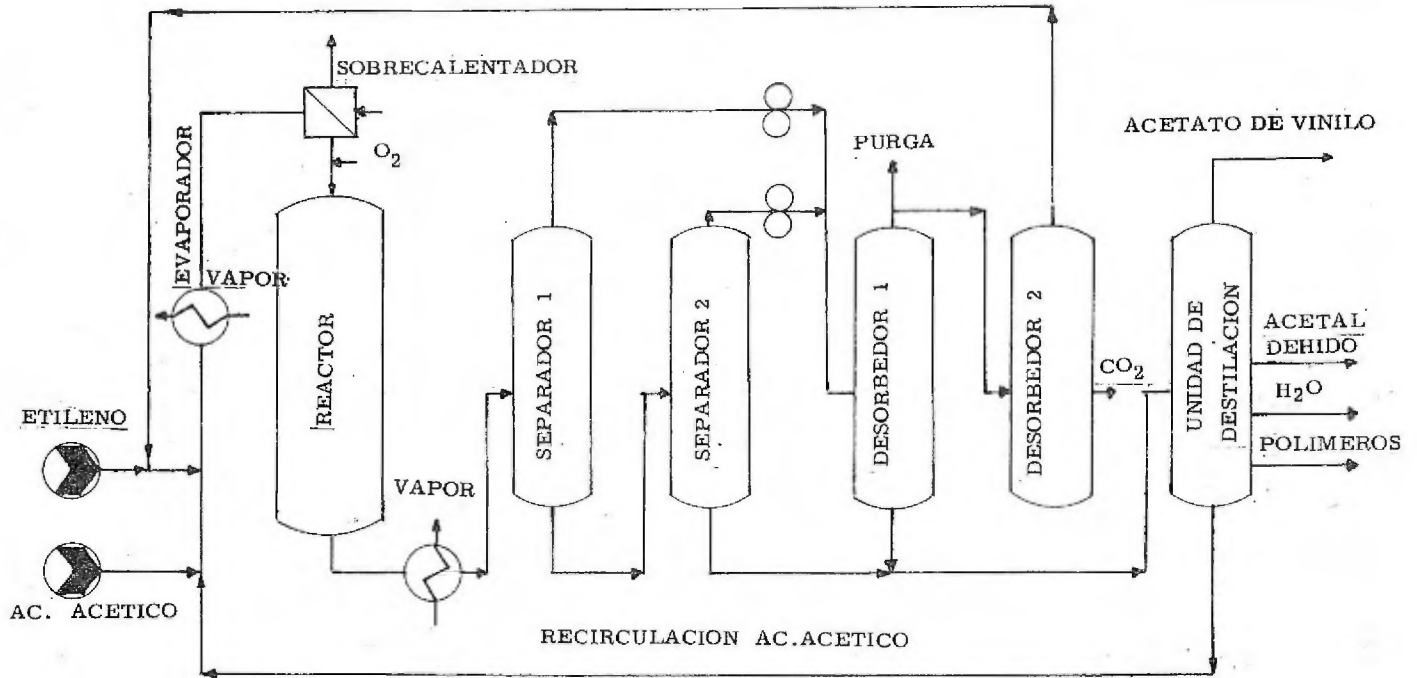 SOBRECALENTADOR
O2
EVAPORADOR
VAPOR
REACTOR
ETILENO
AC. ACETICO
VAPOR
SEPARADOR 1
SEPARADOR 2
PURGA
DESORBEDOR 1
DESORBEDOR 2
CO2
ACETATO DE VINILO
UNIDAD DE
DESTILACION
ACETAL
DEHIDO
H2O
POLIMEROS
RECIRCULACION AC.ACETICO